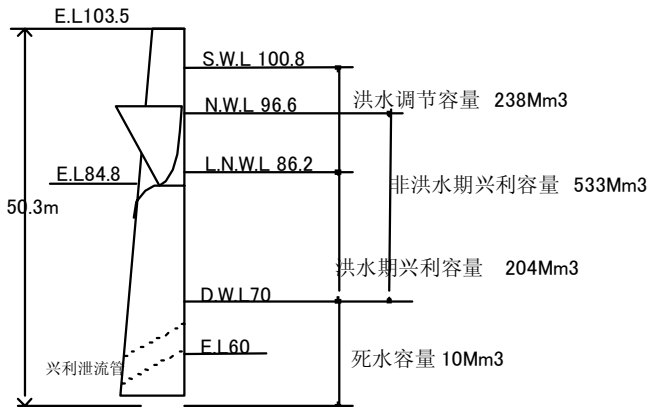 E.L103.5
S.W.L 100.8
洪水调节容量 238Mm3
N.W.L 96.6
L.N.W.L 86.2
E.L84.8
非洪水期兴利容量 533Mm3
50.3m
洪水期兴利容量 204Mm3
D.W.L70
E.L60
死水容量 10Mm3
兴利泄流管